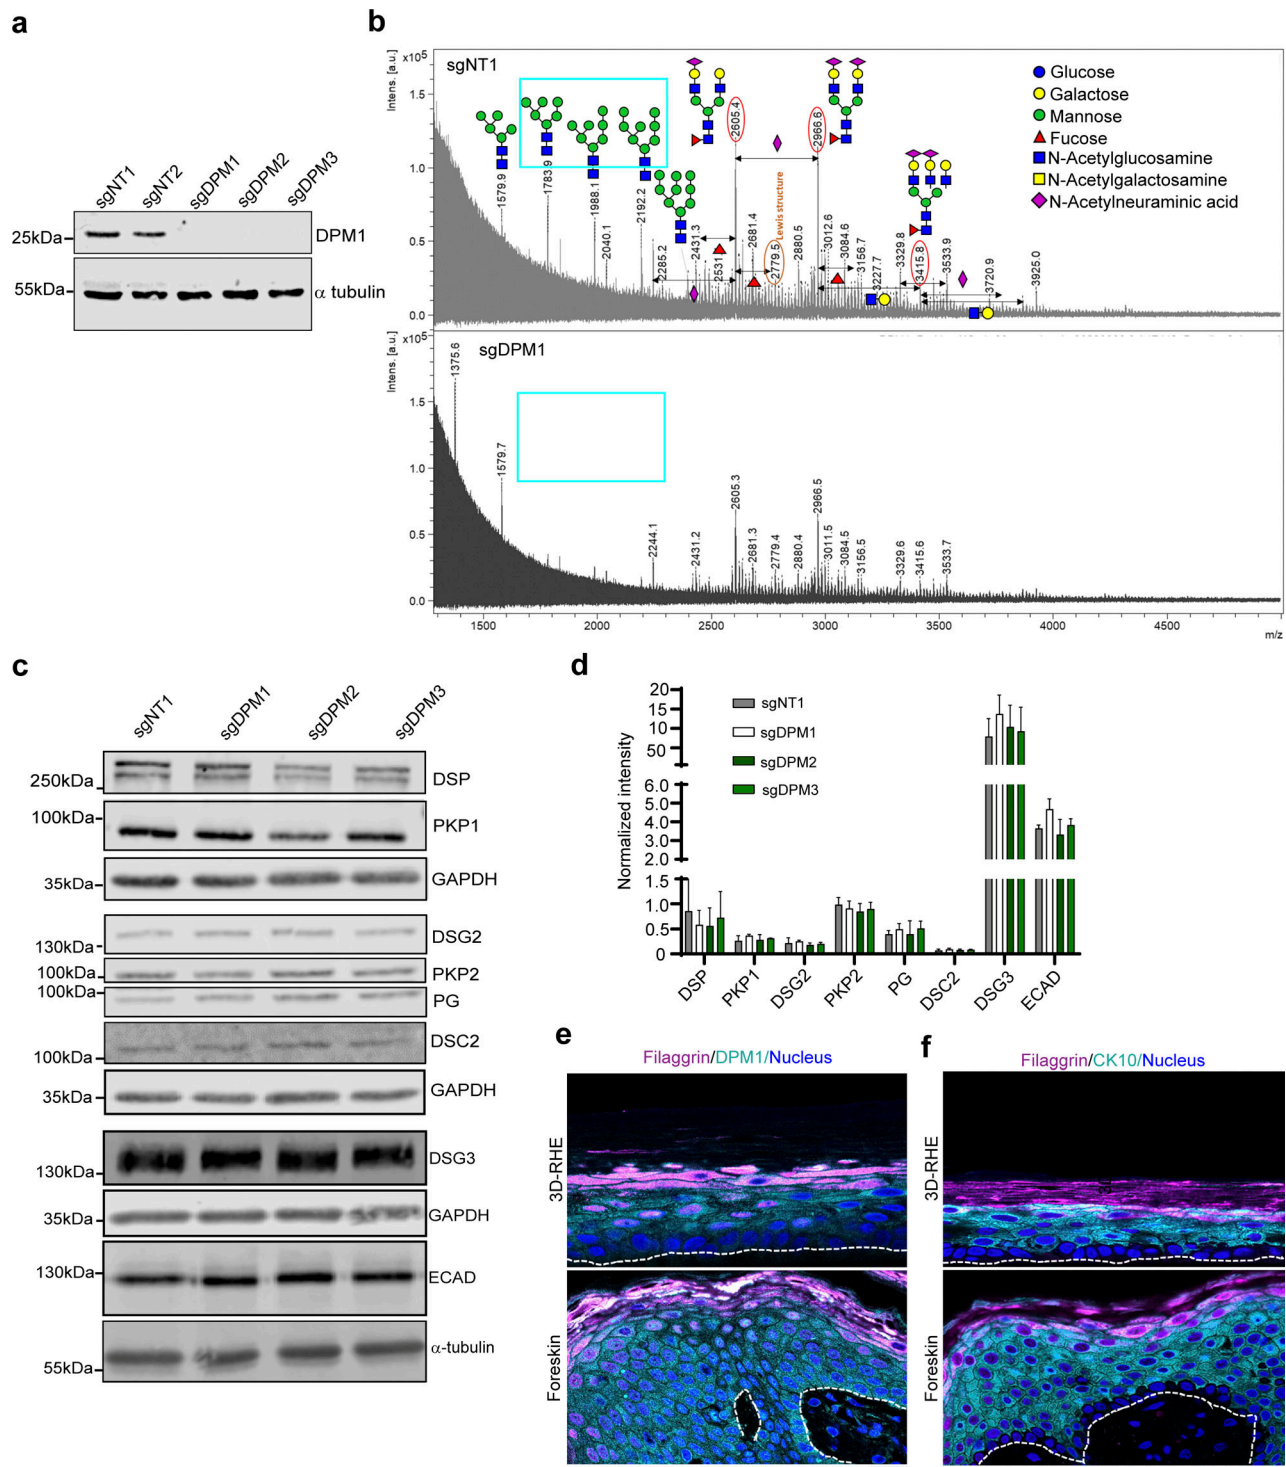 a
sgNT1
sgNT2
sgDPM1
sgDPM2
sgDPM3
25kDa
DPM1
55kDa
α tubulin
b
Intens. [a.u.]
x10⁵
sgNT1
1.5
1.0
0.5
0.0
1579.9
1783.9
1988.1
2040.1
2192.2
2285.2
2431.3
2531
2605.4
2681.4
2779.5
Lewis structure
2880.5
2966.6
3012.6
3084.6
3156.7
3227.7
3329.8
3415.8
3533.9
3720.9
3925.0
Glucose
Galactose
Mannose
Fucose
N-Acetylglucosamine
N-Acetylgalactosamine
N-Acetylneuraminic acid
Intens. [a.u.]
x10⁵
sgDPM1
1.5
1.0
0.5
0.0
1375.6
1579.7
2244.1
2431.2
2605.3
2681.3
2779.4
2880.4
2966.5
3011.5
3084.5
3156.5
3329.6
3415.6
3533.7
1500
2000
2500
3000
3500
4000
4500
m/z
c
sgNT1
sgDPM1
sgDPM2
sgDPM3
250kDa
DSP
100kDa
PKP1
35kDa
GAPDH
130kDa
DSG2
100kDa
PKP2
100kDa
PG
100kDa
DSC2
35kDa
GAPDH
130kDa
DSG3
35kDa
GAPDH
130kDa
ECAD
55kDa
α-tubulin
d
Normalized intensity
20
15
10
50
6.0
5.0
4.0
3.0
2.0
1.5
1.0
0.5
0
sgNT1
sgDPM1
sgDPM2
sgDPM3
DSP
PKP1
DSG2
PKP2
PG
DSC2
DSG3
ECAD
e
Filaggrin/DPM1/Nucleus
3D-RHE
Foreskin
f
Filaggrin/CK10/Nucleus
3D-RHE
Foreskin